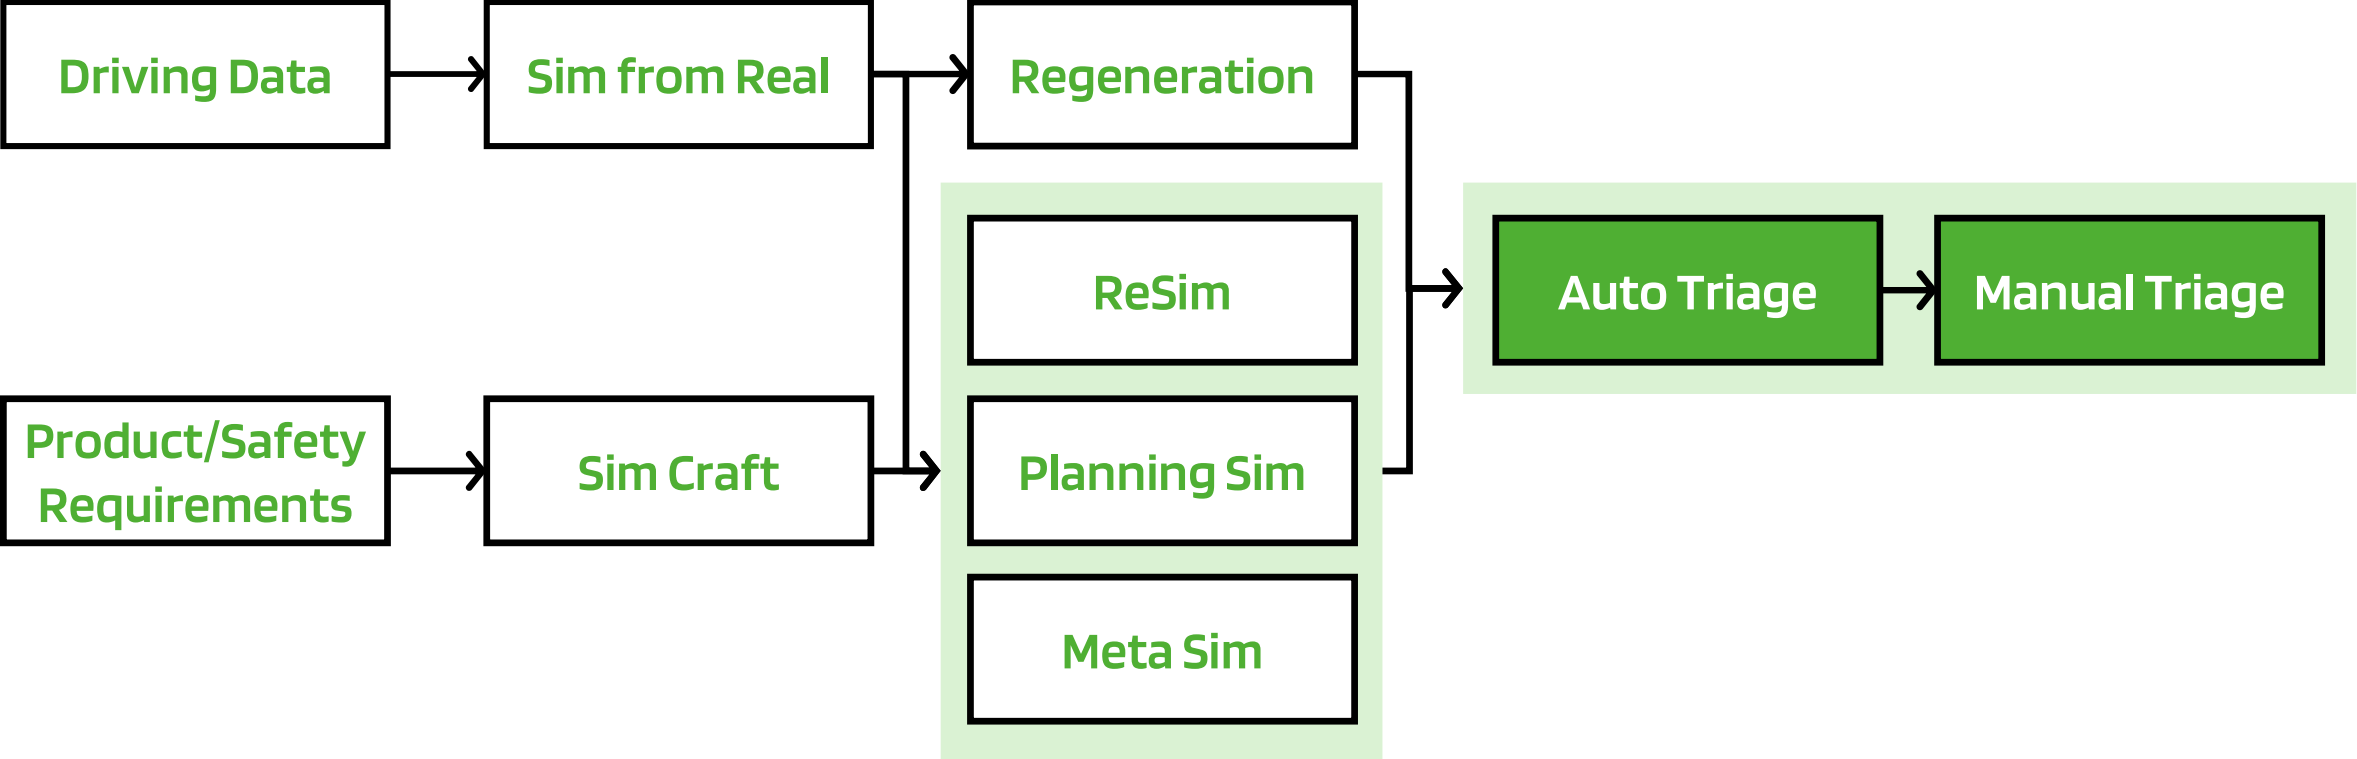 Driving Data
Sim from Real
Regeneration
ReSim
Auto Triage
Manual Triage
Product/Safety
Requirements
Sim Craft
Planning Sim
Meta Sim